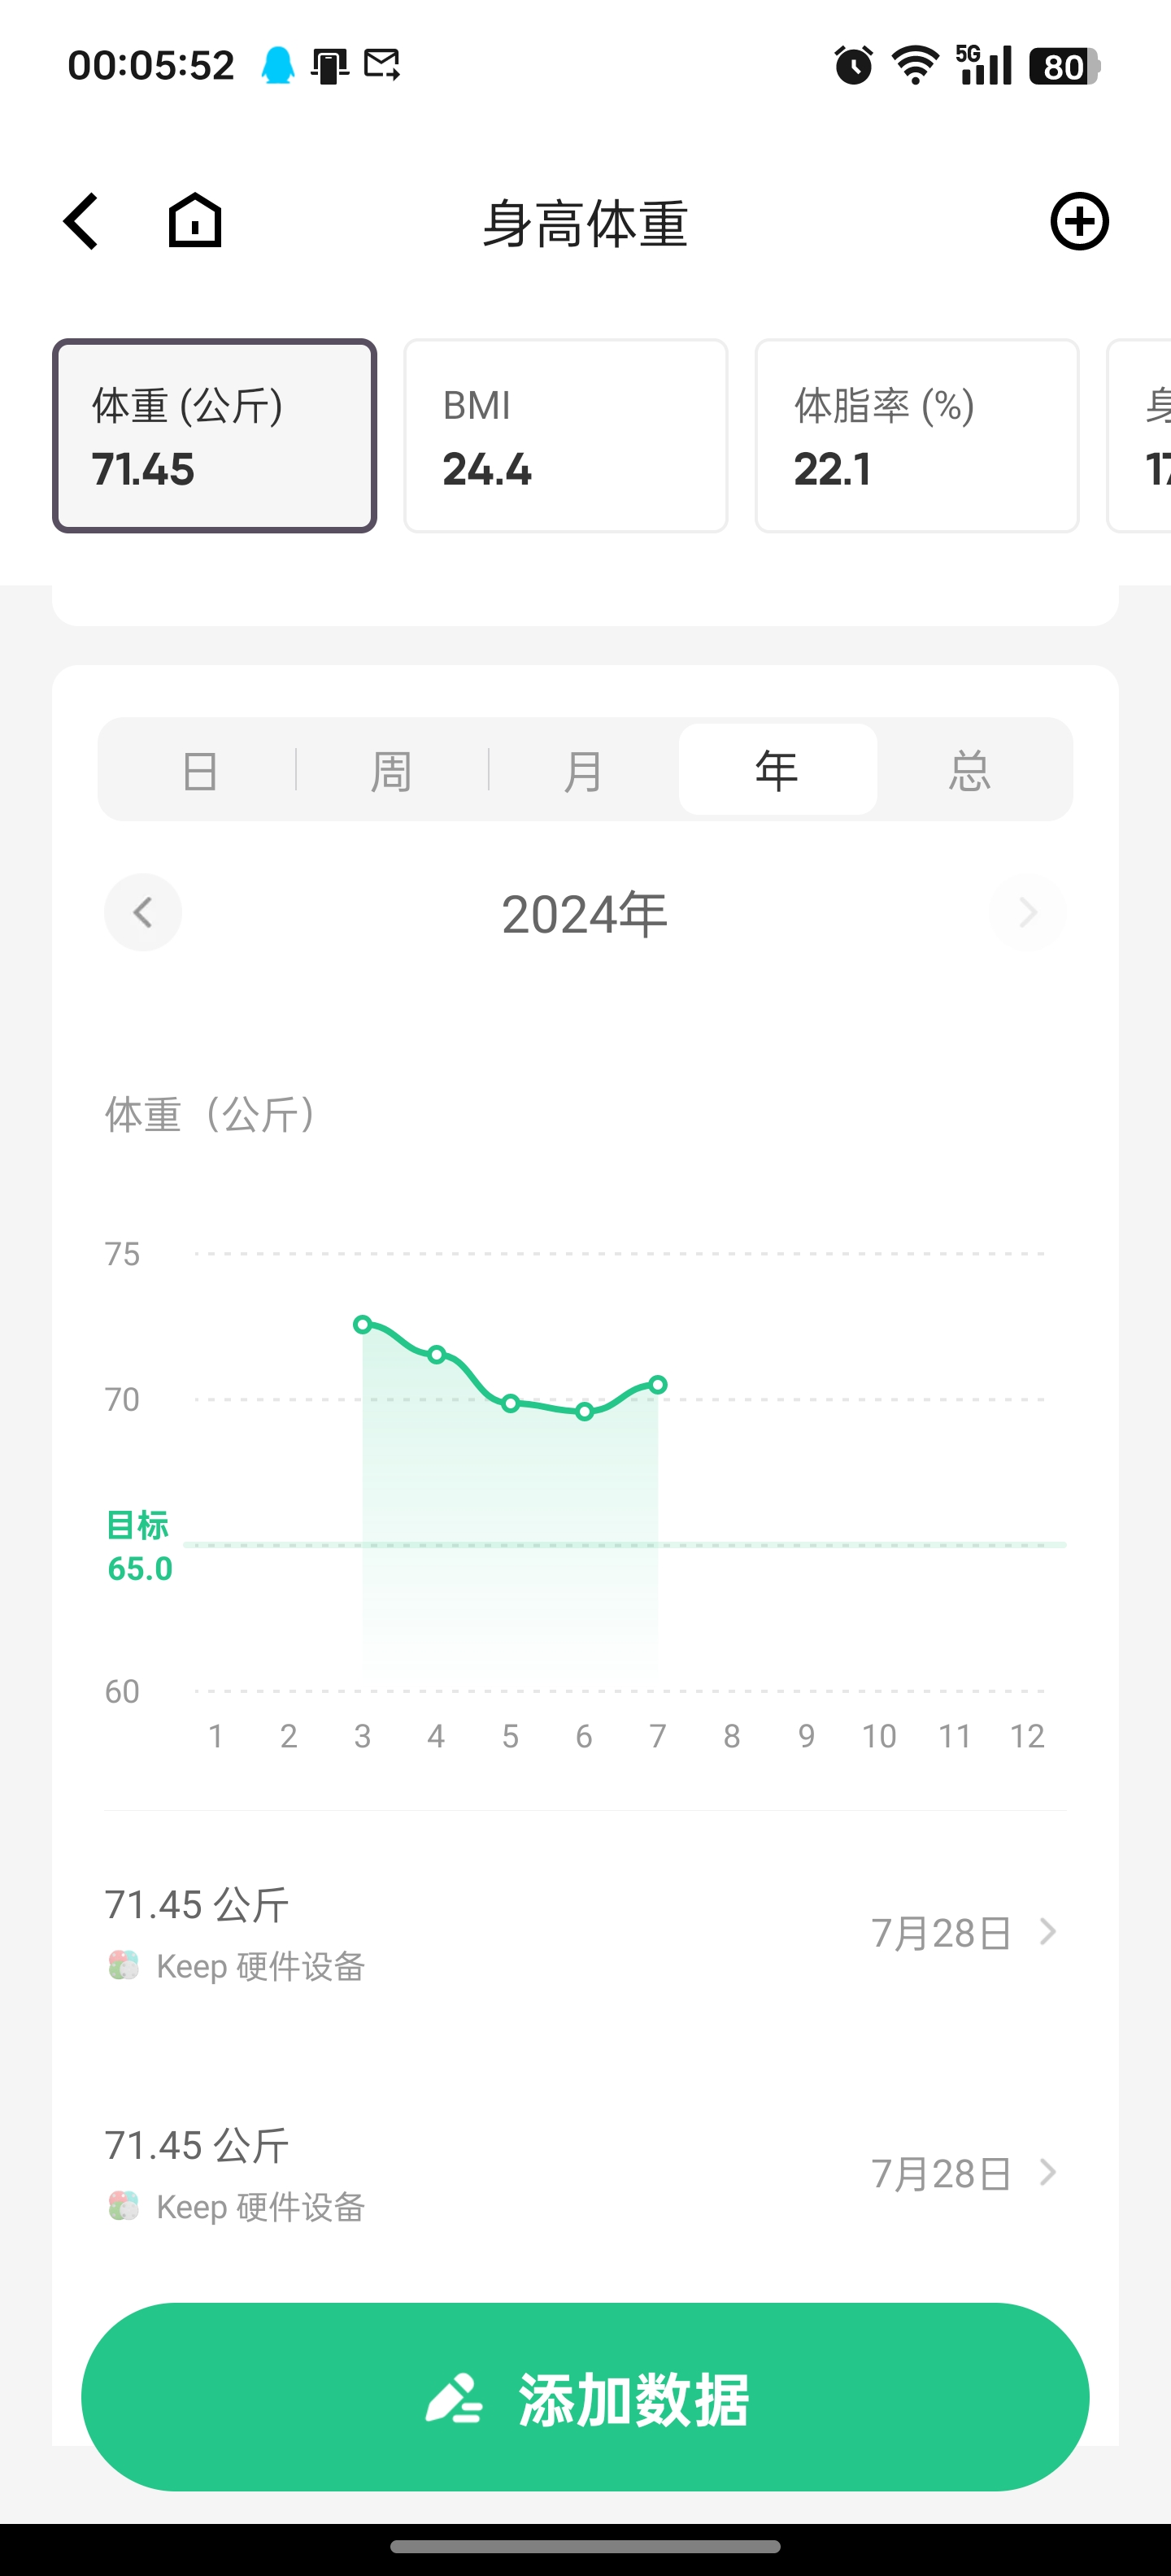 00:05:52 5G 80
身高体重
体重 (公斤) BMI 体脂率 (%) 身
71.45 24.4 22.1 17
日 周 月 年 总
2024年
体重（公斤）
75
70
目标
65.0
60
1 2 3 4 5 6 7 8 9 10 11 12
71.45 公斤
7月28日
Keep 硬件设备
71.45 公斤
7月28日
Keep 硬件设备
添加数据